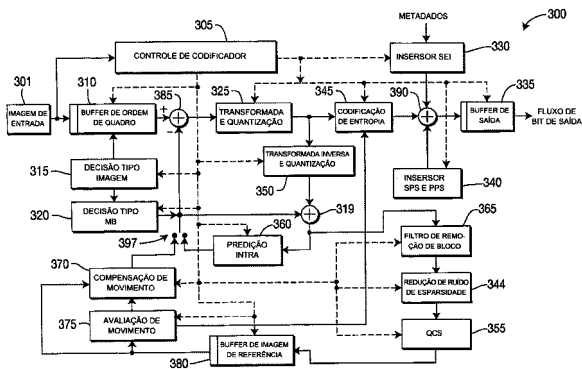 300
METADADOS
305
CONTROLE DE CODIFICADOR
INSERSOR SEI
330
301
IMAGEM DE
ENTRADA
310
BUFFER DE ORDEM
DE QUADRO
+
385
-
325
TRANSFORMADA
E QUANTIZAÇÃO
345
CODIFICAÇÃO
DE ENTROPIA
390
335
BUFFER DE
SAÍDA
FLUXO DE
BIT DE SAÍDA
TRANSFORMADA INVERSA
E QUANTIZAÇÃO
350
INSERSOR
SPS E PPS
340
315
DECISÃO TIPO
IMAGEM
320
DECISÃO TIPO
MB
319
360
PREDIÇÃO
INTRA
397
365
FILTRO DE REMO-
ÇÃO DE BLOCO
370
COMPENSAÇÃO DE
MOVIMENTO
REDUÇÃO DE RUÍDO
DE ESPARSIDADE
344
375
AVALIAÇÃO DE
MOVIMENTO
QCS
355
380
BUFFER DE IMAGEM
DE REFERÊNCIA